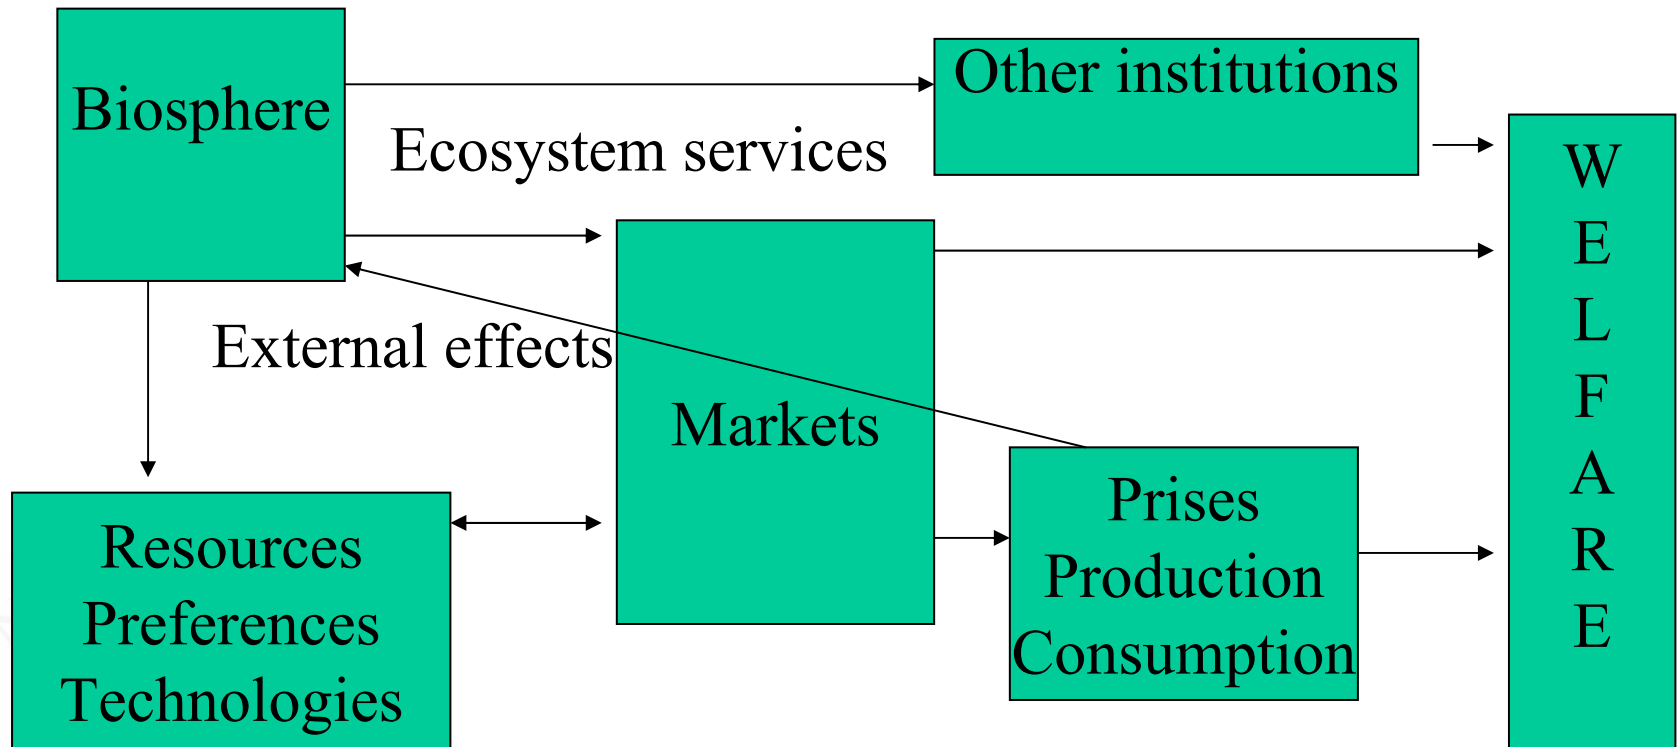 Biosphere
Other institutions
Ecosystem services
External effects
Markets
Resources
Preferences
Technologies
Prises
Production
Consumption
W
E
L
F
A
R
E